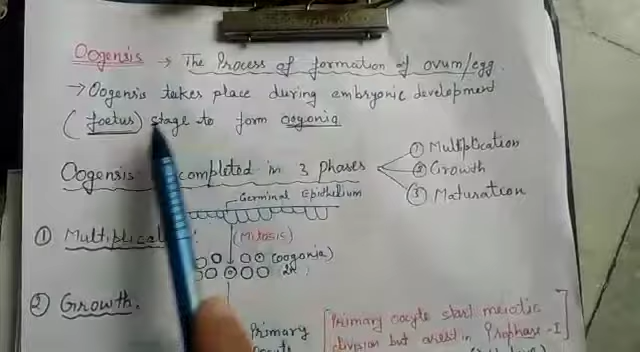 Oogensis → The Process of formation of ovum/egg.
→ Oogensis takes place during embryonic development
(foetus) stage to form oogonia
Oogensis completed in 3 phases
① Multiplication
② Growth
③ Maturation
Germinal Epithelium
① Multiplica :
(Mitosis)
(oogonia)
2n
② Growth.
Primary
[Primary oocyte start meiotic
division but arrest in Prophase-I